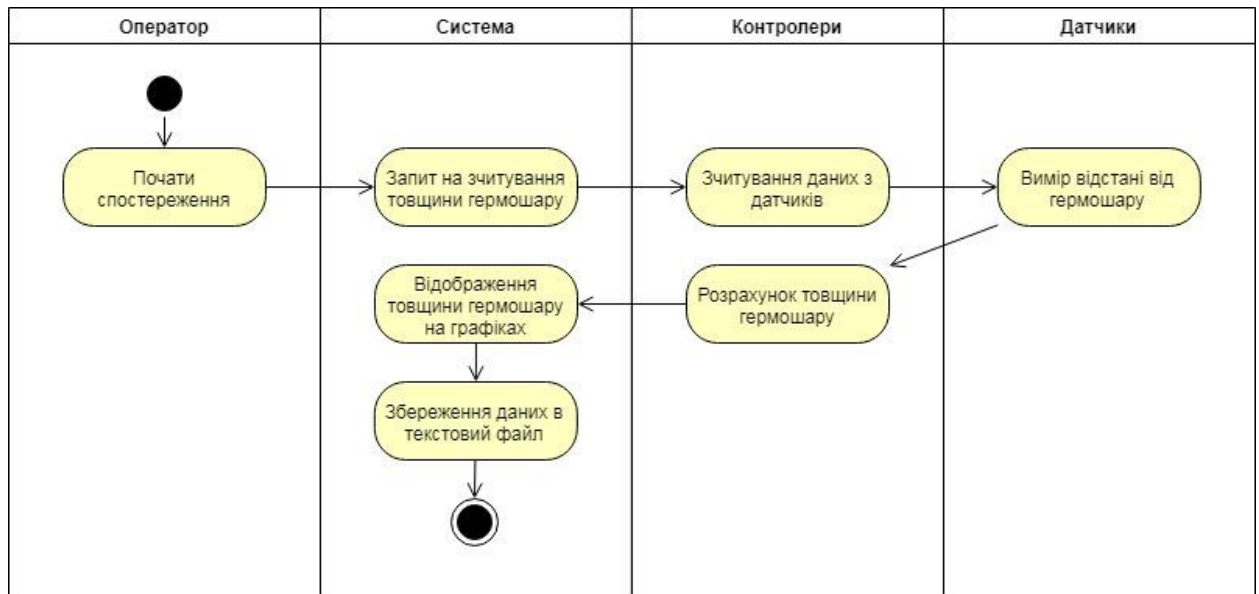 Оператор
Система
Контролери
Датчики
Почати
спостереження
Запит на зчитування
товщини гермошару
Зчитування даних з
датчиків
Вимір відстані від
гермошару
Відображення
товщини гермошару
на графіках
Розрахунок товщини
гермошару
Збереження даних в
текстовий файл